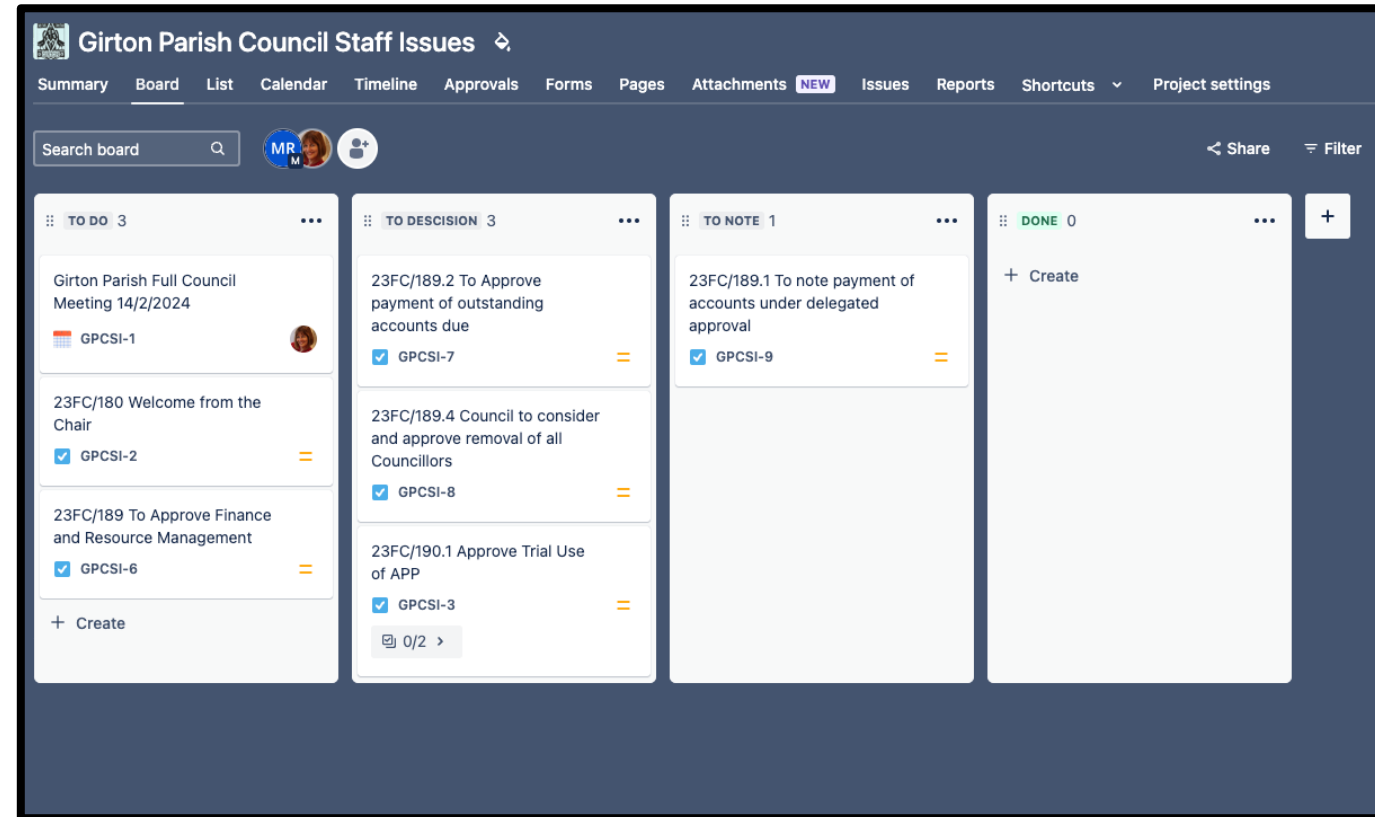 Girton Parish Council Staff Issues
Summary Board List Calendar Timeline Approvals Forms Pages Attachments NEW Issues Reports Shortcuts Project settings
Search board
MR
M
Share
Filter
TO DO 3
Girton Parish Full Council
Meeting 14/2/2024
GPCSI-1
23FC/180 Welcome from the
Chair
GPCSI-2
23FC/189 To Approve Finance
and Resource Management
GPCSI-6
+ Create
TO DESCISION 3
23FC/189.2 To Approve
payment of outstanding
accounts due
GPCSI-7
23FC/189.4 Council to consider
and approve removal of all
Councillors
GPCSI-8
23FC/190.1 Approve Trial Use
of APP
GPCSI-3
0/2
TO NOTE 1
23FC/189.1 To note payment of
accounts under delegated
approval
GPCSI-9
DONE 0
+ Create
+